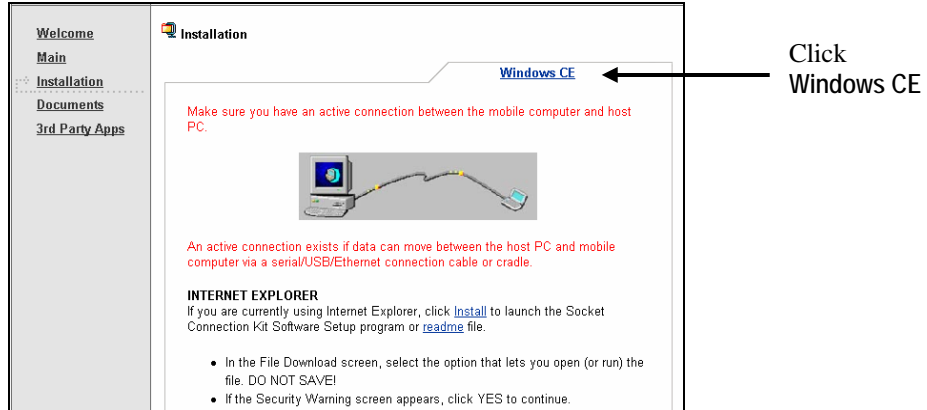 Welcome
Main
Installation
Documents
3rd Party Apps
Installation
Windows CE
Make sure you have an active connection between the mobile computer and host
PC.
An active connection exists if data can move between the host PC and mobile
computer via a serial/USB/Ethernet connection cable or cradle.
INTERNET EXPLORER
If you are currently using Internet Explorer, click Install to launch the Socket
Connection Kit Software Setup program or readme file.
• In the File Download screen, select the option that lets you open (or run) the
file. DO NOT SAVE!
• If the Security Warning screen appears, click YES to continue.
Click
Windows CE